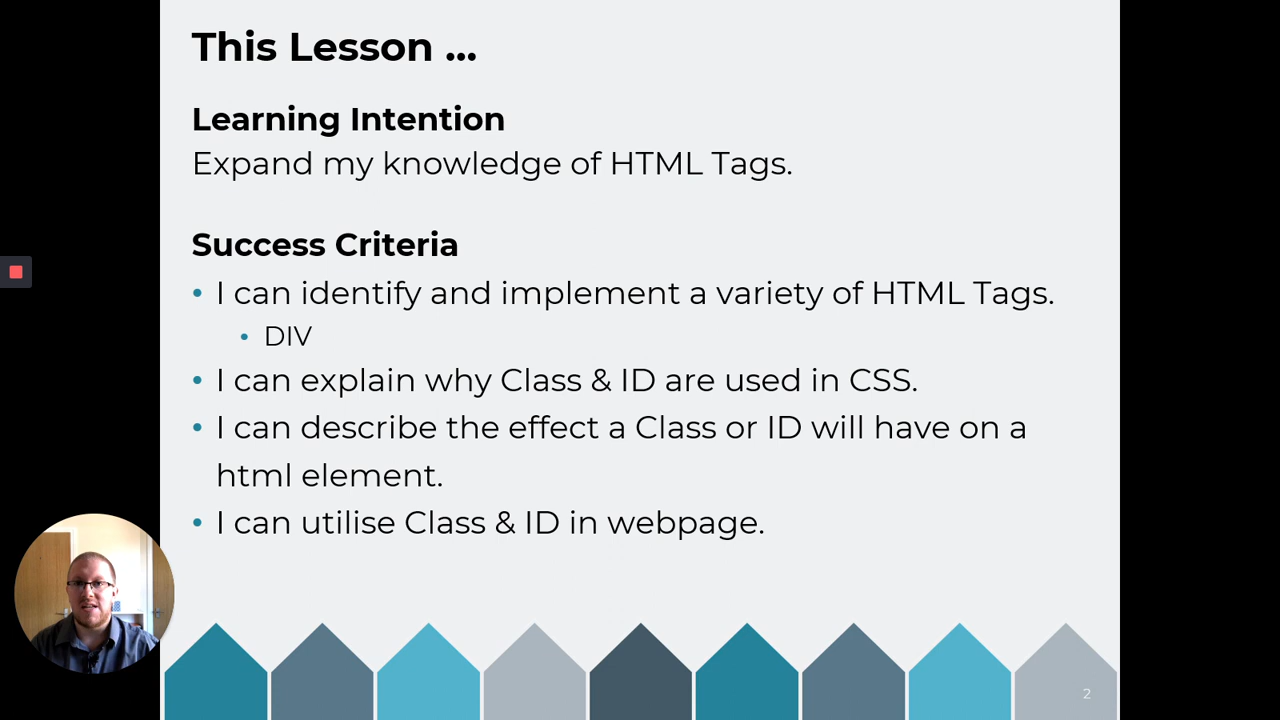 This Lesson ...
Learning Intention
Expand my knowledge of HTML Tags.
Success Criteria
• I can identify and implement a variety of HTML Tags.
• DIV
• I can explain why Class & ID are used in CSS.
• I can describe the effect a Class or ID will have on a
html element.
• I can utilise Class & ID in webpage.
2